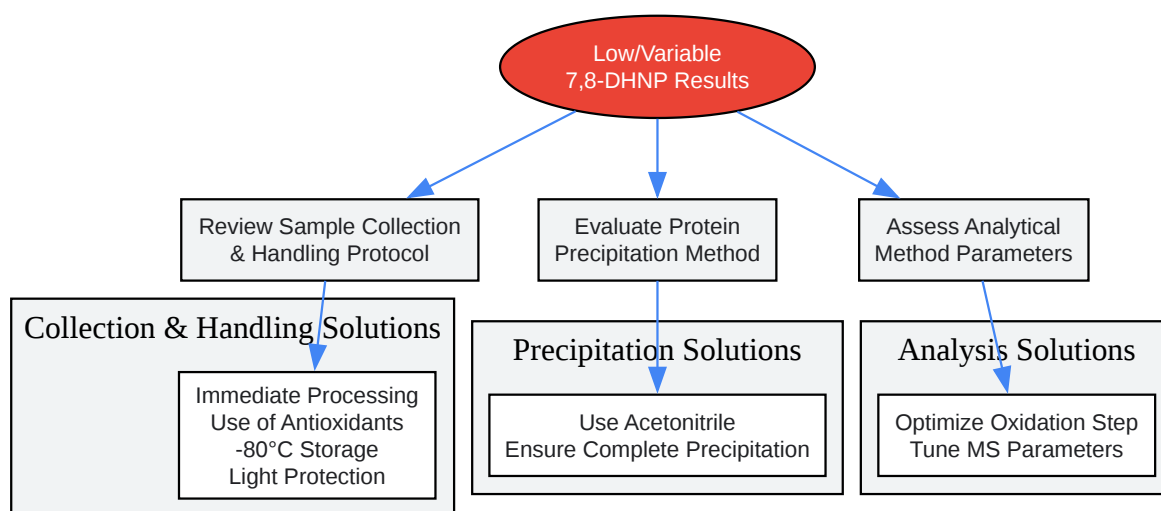 Low/Variable
7,8-DHNP Results
Review Sample Collection
& Handling Protocol
Evaluate Protein
Precipitation Method
Assess Analytical
Method Parameters
Collection & Handling Solutions
Immediate Processing
Use of Antioxidants
-80°C Storage
Light Protection
Precipitation Solutions
Use Acetonitrile
Ensure Complete Precipitation
Analysis Solutions
Optimize Oxidation Step
Tune MS Parameters